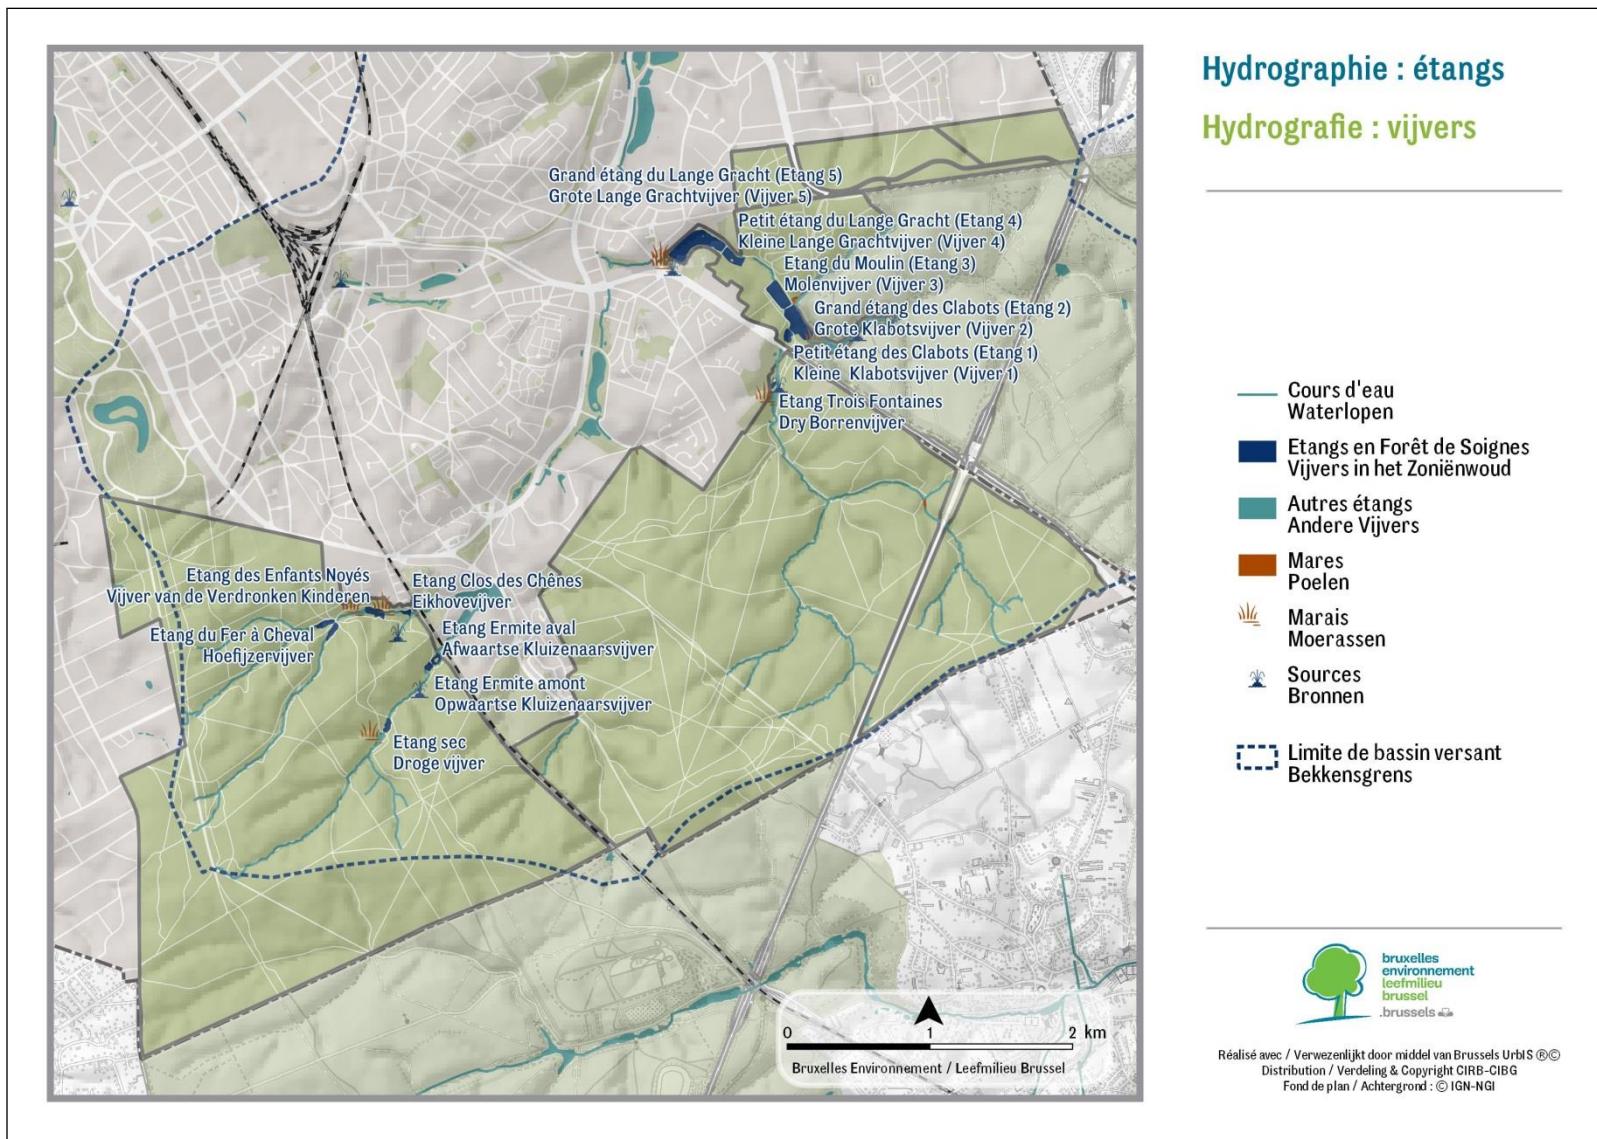 Hydrographie : étangs
Hydrografie : vijvers
Grand étang du Lange Gracht (Etang 5)
Grote Lange Grachtvijver (Vijver 5)
Petit étang du Lange Gracht (Etang 4)
Kleine Lange Grachtvijver (Vijver 4)
Etang du Moulin (Etang 3)
Molenvijver (Vijver 3)
Grand étang des Clabots (Etang 2)
Grote Klabotsvijver (Vijver 2)
Petit étang des Clabots (Etang 1)
Kleine Klabotsvijver (Vijver 1)
Etang Trois Fontaines
Dry Borrenvijver
Etang des Enfants Noyés
Vijver van de Verdronken Kinderen
Etang Clos des Chênes
Eikhovevijver
Etang du Fer à Cheval
Hoefijzervijver
Etang Ermite aval
Afwaartse Kluizenaarsvijver
Etang Ermite amont
Opwaartse Kluizenaarsvijver
Etang sec
Droge vijver
0 1 2 km
Bruxelles Environnement / Leefmilieu Brussel
Cours d'eau
Waterlopen
Etangs en Forêt de Soignes
Vijvers in het Zoniënwoud
Autres étangs
Andere Vijvers
Mares
Poelen
Marais
Moerassen
Sources
Bronnen
Limite de bassin versant
Bekkensgrens
bruxelles
environnement
leefmilieu
brussel
.brussels
Réalisé avec / Verwezenlijkt door middel van Brussels UrbIS ®©
Distribution / Verdeling & Copyright CIRB-CIBG
Fond de plan / Achtergrond : © IGN-NGI